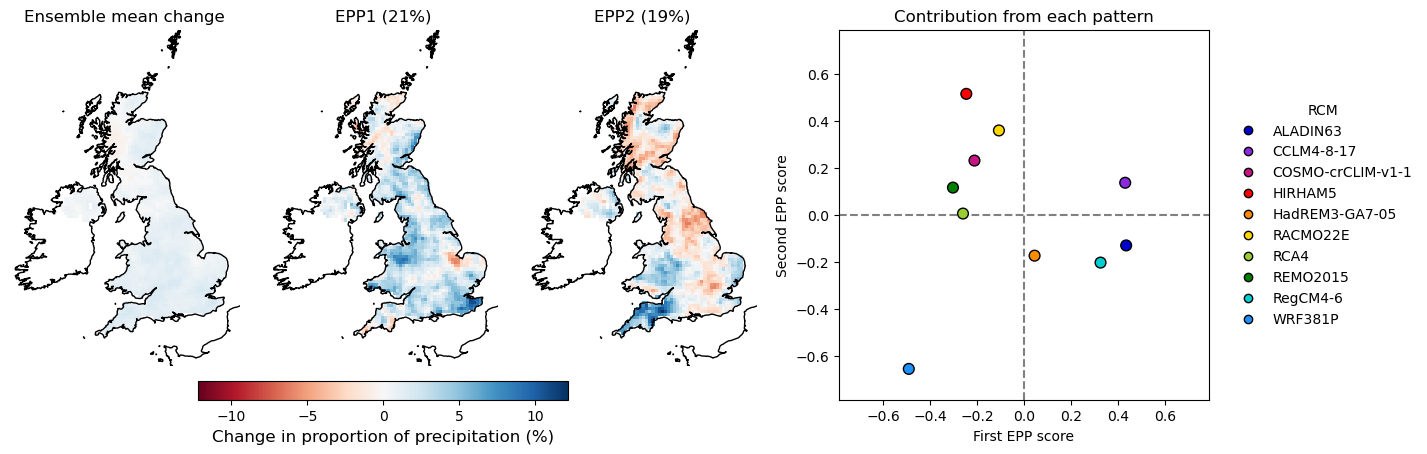 Ensemble mean change
EPP1 (21%)
EPP2 (19%)
Contribution from each pattern
−10
−5
0
5
10
Change in proportion of precipitation (%)
Second EPP score
0.6
0.4
0.2
0.0
−0.2
−0.4
−0.6
−0.6
−0.4
−0.2
0.0
0.2
0.4
0.6
First EPP score
RCM
ALADIN63
CCLM4-8-17
COSMO-crCLIM-v1-1
HIRHAM5
HadREM3-GA7-05
RACMO22E
RCA4
REMO2015
RegCM4-6
WRF381P